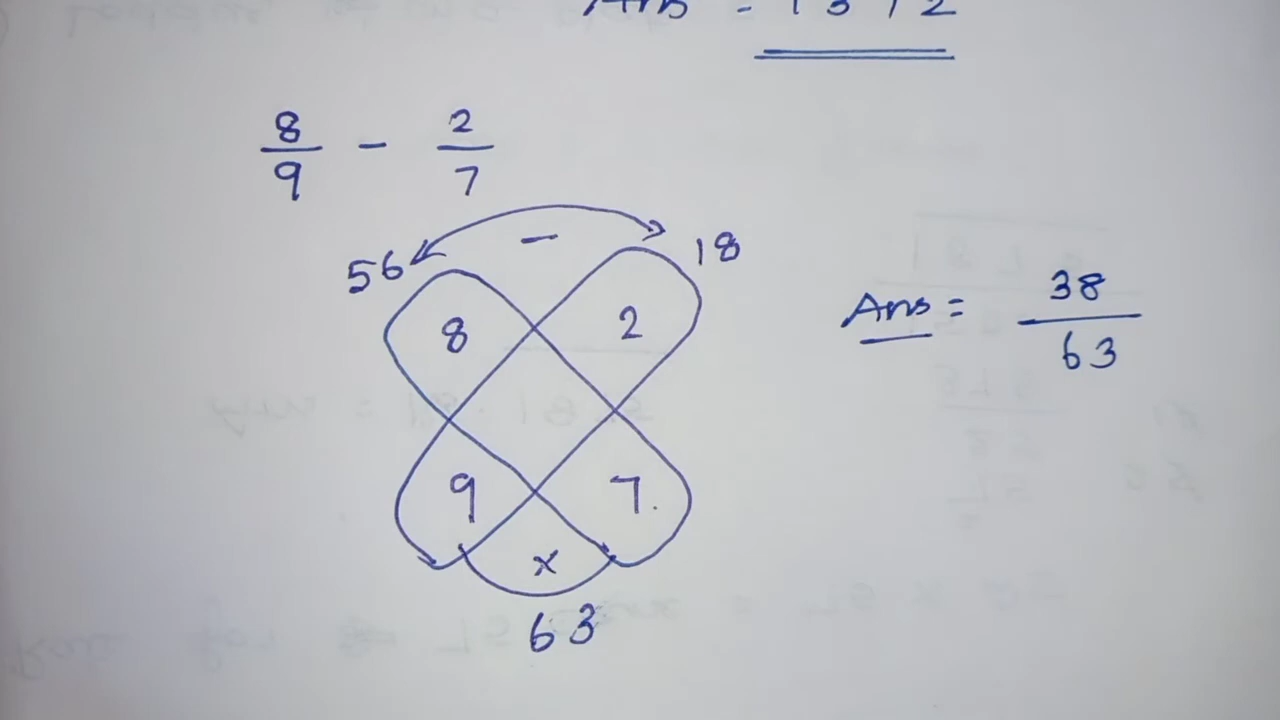 8/9 - 2/7
56 - 18
8 2
Ans = 38/63
9 7
x
63